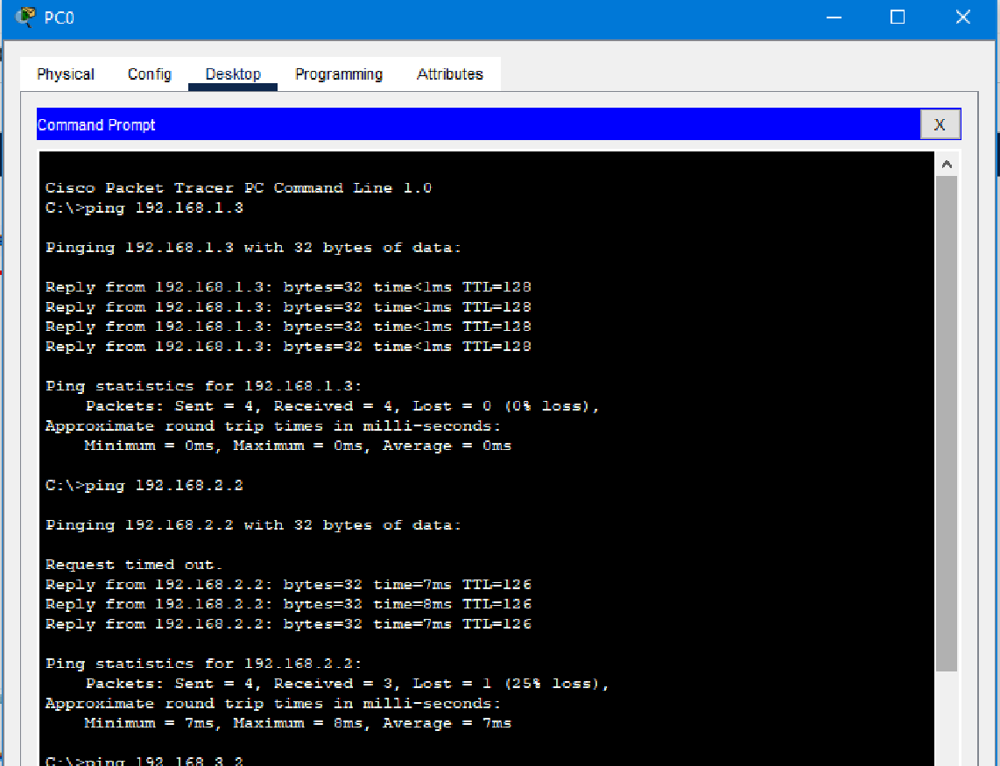 PC0
Physical Config Desktop Programming Attributes
Command Prompt X
Cisco Packet Tracer PC Command Line 1.0
C:\>ping 192.168.1.3
Pinging 192.168.1.3 with 32 bytes of data:
Reply from 192.168.1.3: bytes=32 time<1ms TTL=128
Reply from 192.168.1.3: bytes=32 time<1ms TTL=128
Reply from 192.168.1.3: bytes=32 time<1ms TTL=128
Reply from 192.168.1.3: bytes=32 time<1ms TTL=128
Ping statistics for 192.168.1.3:
Packets: Sent = 4, Received = 4, Lost = 0 (0% loss),
Approximate round trip times in milli-seconds:
Minimum = 0ms, Maximum = 0ms, Average = 0ms
C:\>ping 192.168.2.2
Pinging 192.168.2.2 with 32 bytes of data:
Request timed out.
Reply from 192.168.2.2: bytes=32 time=7ms TTL=126
Reply from 192.168.2.2: bytes=32 time=8ms TTL=126
Reply from 192.168.2.2: bytes=32 time=7ms TTL=126
Ping statistics for 192.168.2.2:
Packets: Sent = 4, Received = 3, Lost = 1 (25% loss),
Approximate round trip times in milli-seconds:
Minimum = 7ms, Maximum = 8ms, Average = 7ms
C:\>ping 192.168.3.2